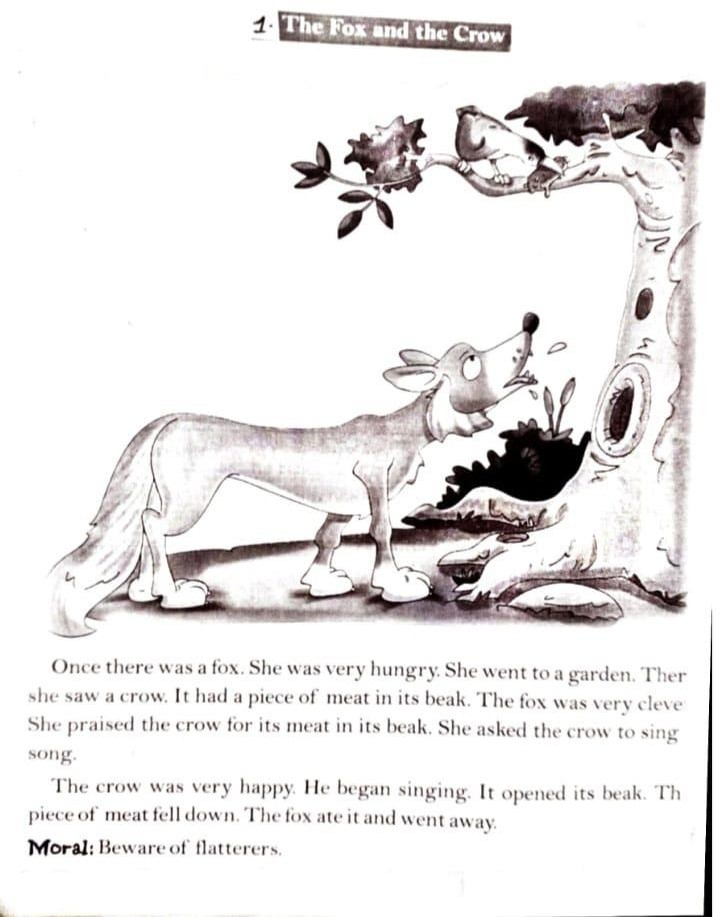 1. The Fox and the Crow
Once there was a fox. She was very hungry. She went to a garden. Ther
she saw a crow. It had a piece of meat in its beak. The fox was very cleve
She praised the crow for its meat in its beak. She asked the crow to sing
song.
The crow was very happy. He began singing. It opened its beak. Th
piece of meat fell down. The fox ate it and went away.
Moral: Beware of flatterers.